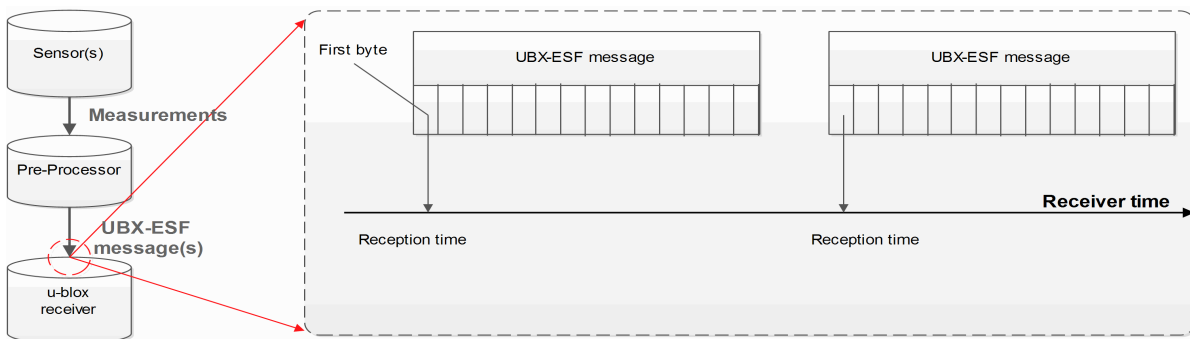 Sensor(s)
Measurements
Pre-Processor
UBX-ESF
message(s)
u-blox
receiver
First byte
UBX-ESF message
UBX-ESF message
Receiver time
Reception time
Reception time